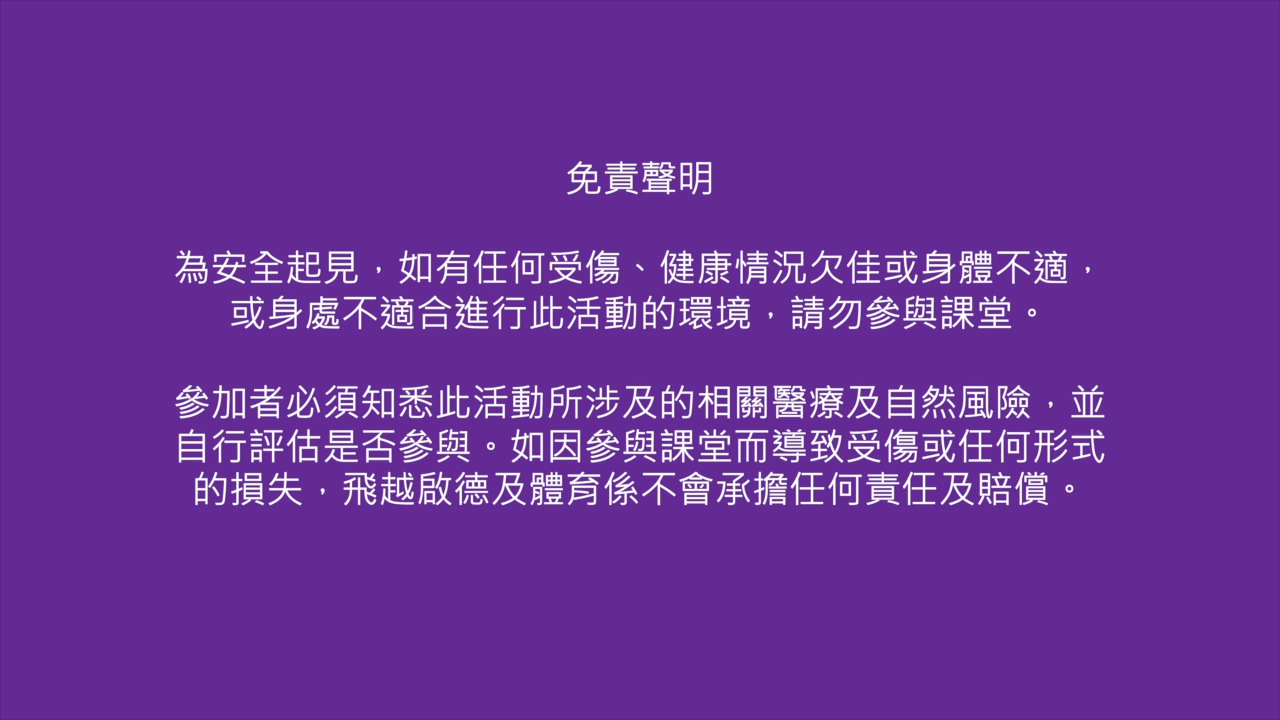 免責聲明
為安全起見，如有任何受傷、健康情況欠佳或身體不適，
或身處不適合進行此活動的環境，請勿參與課堂。
參加者必須知悉此活動所涉及的相關醫療及自然風險，並
自行評估是否參與。如因參與課堂而導致受傷或任何形式
的損失，飛越啟德及體育係不會承擔任何責任及賠償。